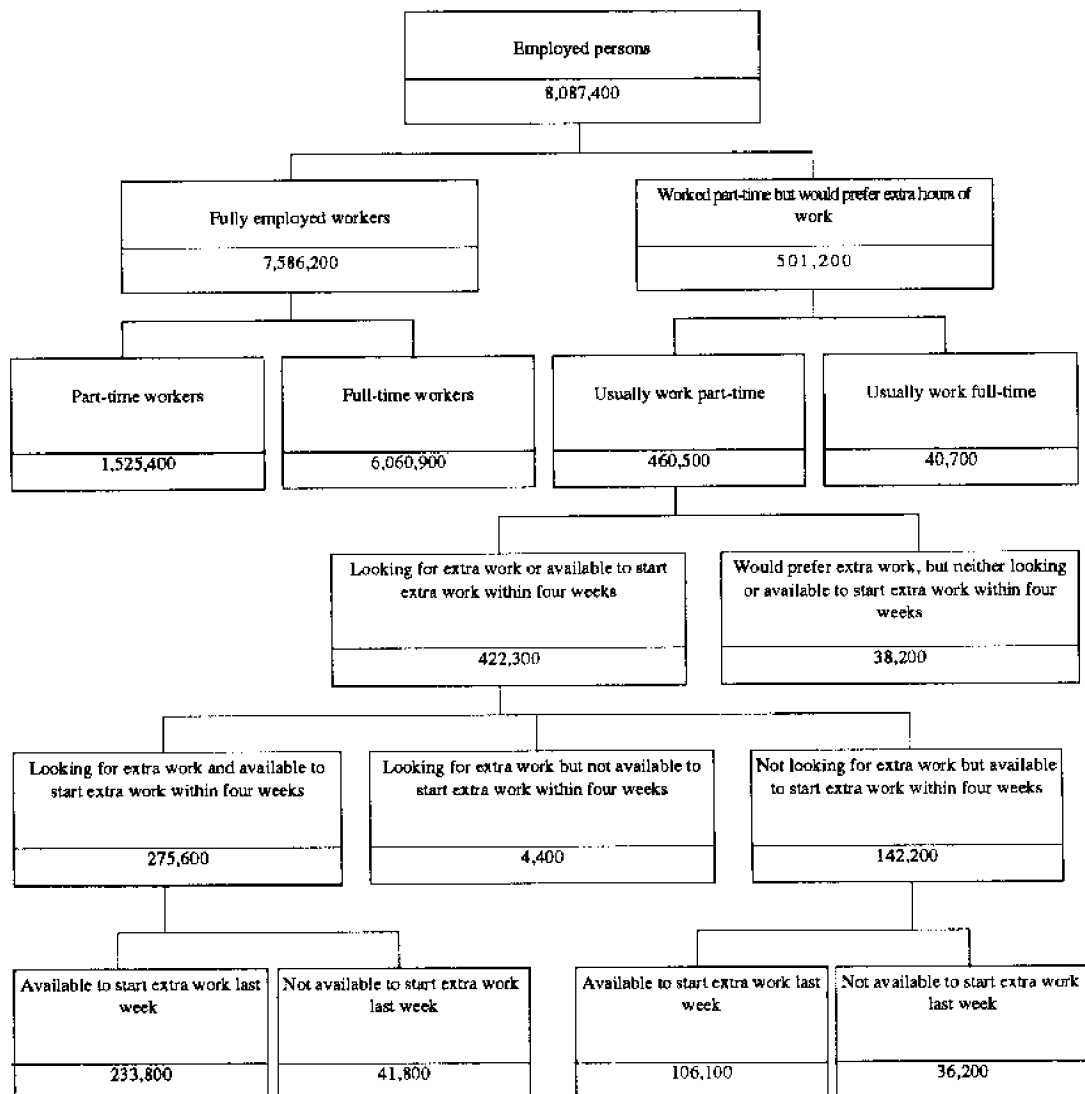 Employed persons
8,087,400
Fully employed workers
7,586,200
Worked part-time but would prefer extra hours of
work
501,200
Part-time workers
1,525,400
Full-time workers
6,060,900
Usually work part-time
460,500
Usually work full-time
40,700
Looking for extra work or available to start
extra work within four weeks
422,300
Would prefer extra work, but neither looking
or available to start extra work within four
weeks
38,200
Looking for extra work and available to
start extra work within four weeks
275,600
Looking for extra work but not available to
start extra work within four weeks
4,400
Not looking for extra work but available
to start extra work within four weeks
142,200
Available to start extra work last
week
233,800
Not available to start extra work
last week
41,800
Available to start extra work last
week
106,100
Not available to start extra work
last week
36,200